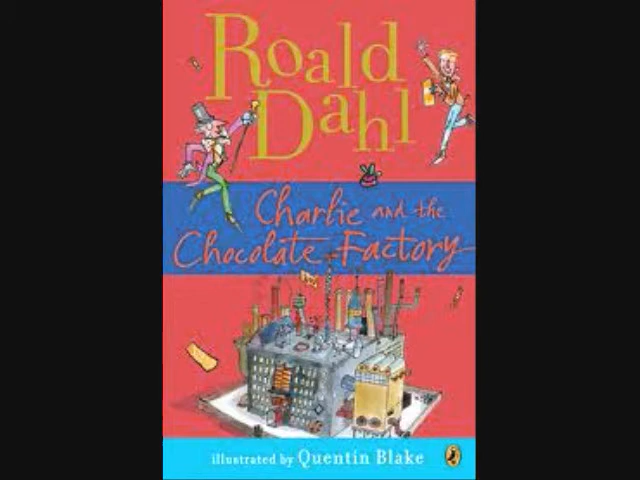 Roald
Dahl
Charlie and the
Chocolate Factory
illustrated by Quentin Blake